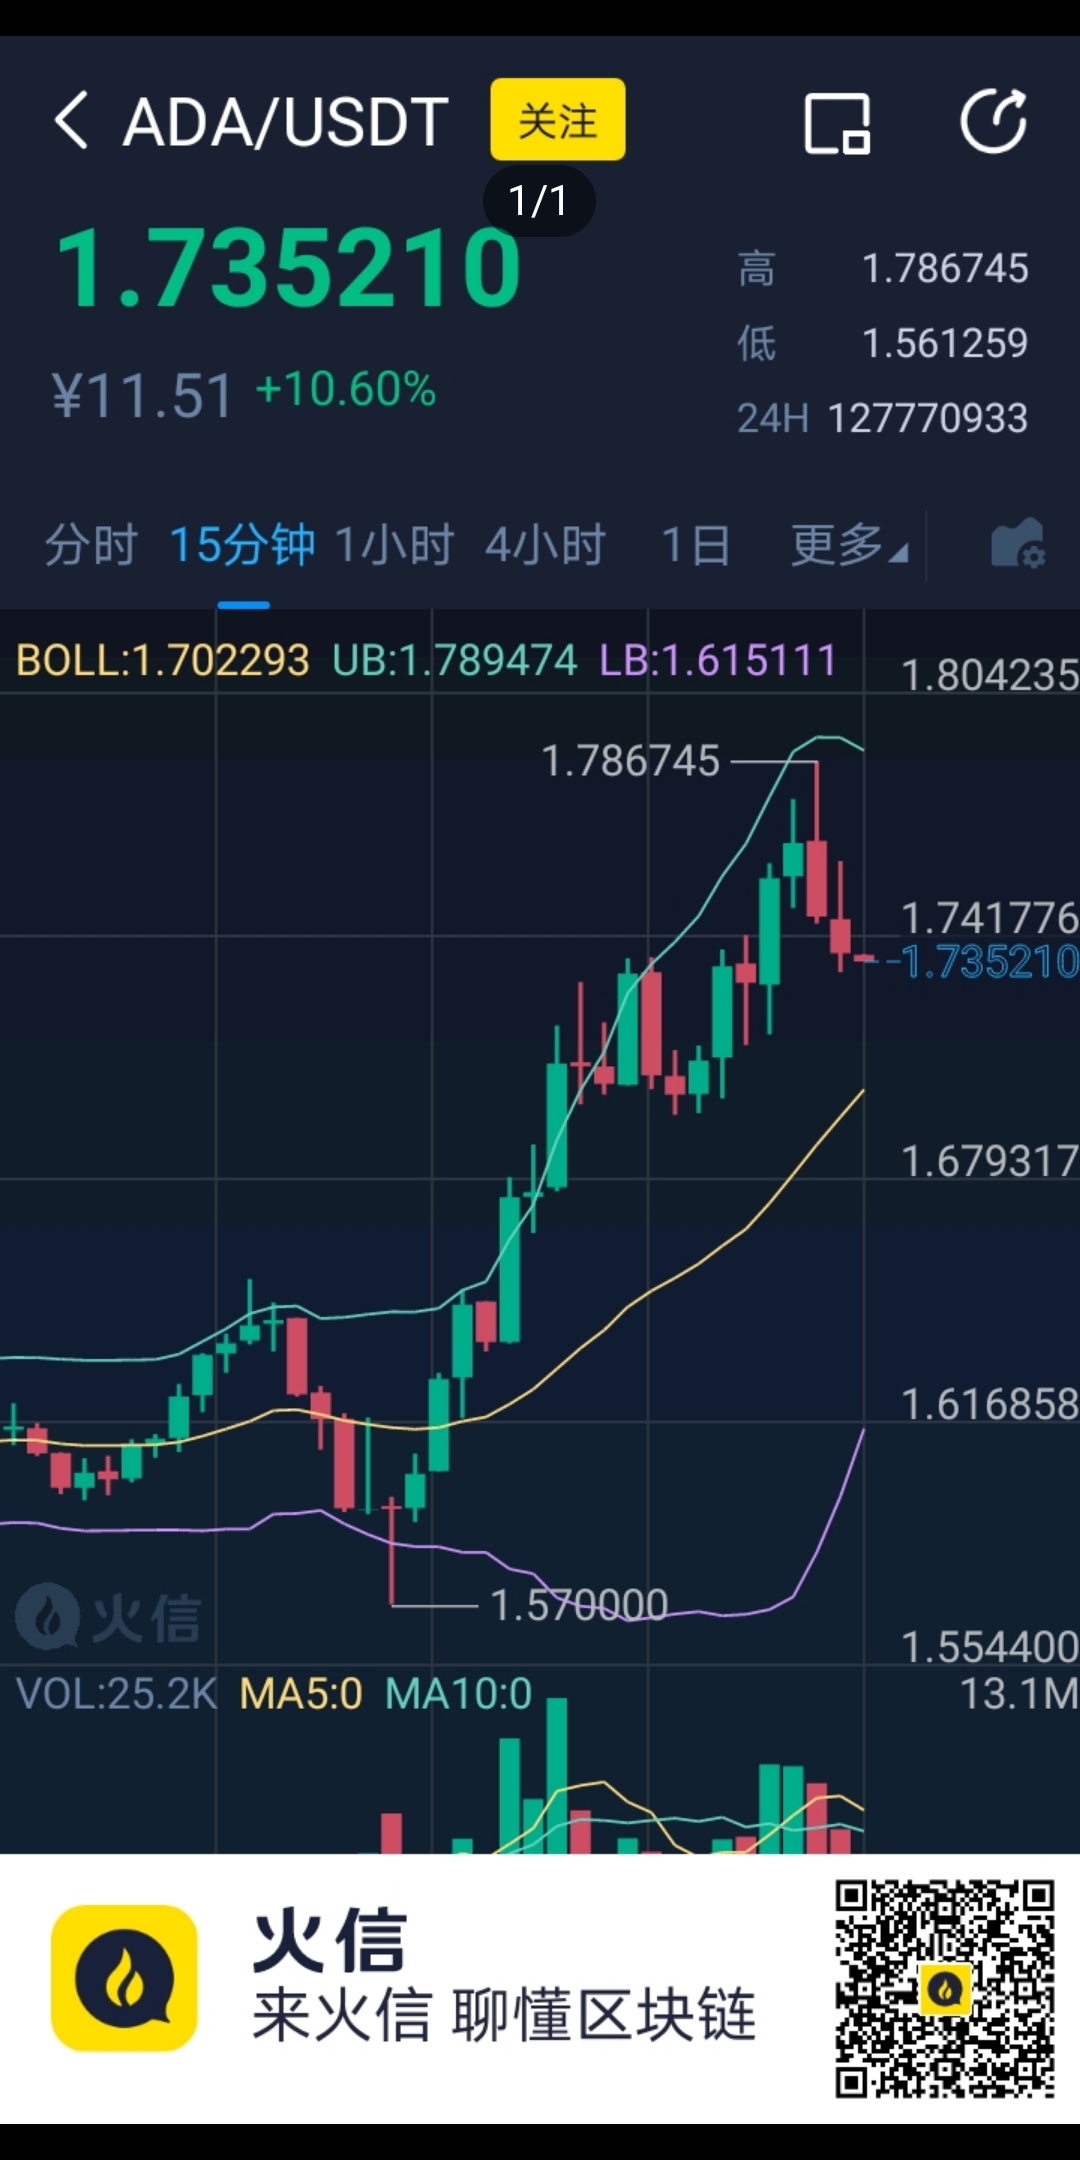 ADA/USDT 关注
1/1
1.735210
高 1.786745
低 1.561259
24H 127770933
¥11.51 +10.60%
分时 15分钟 1小时 4小时 1日 更多
BOLL:1.702293 UB:1.789474 LB:1.615111
1.804235
1.786745
1.741776
1.735210
1.679317
1.616858
1.570000
火信
1.554400
VOL:25.2K MA5:0 MA10:0 13.1M
火信
来火信 聊懂区块链